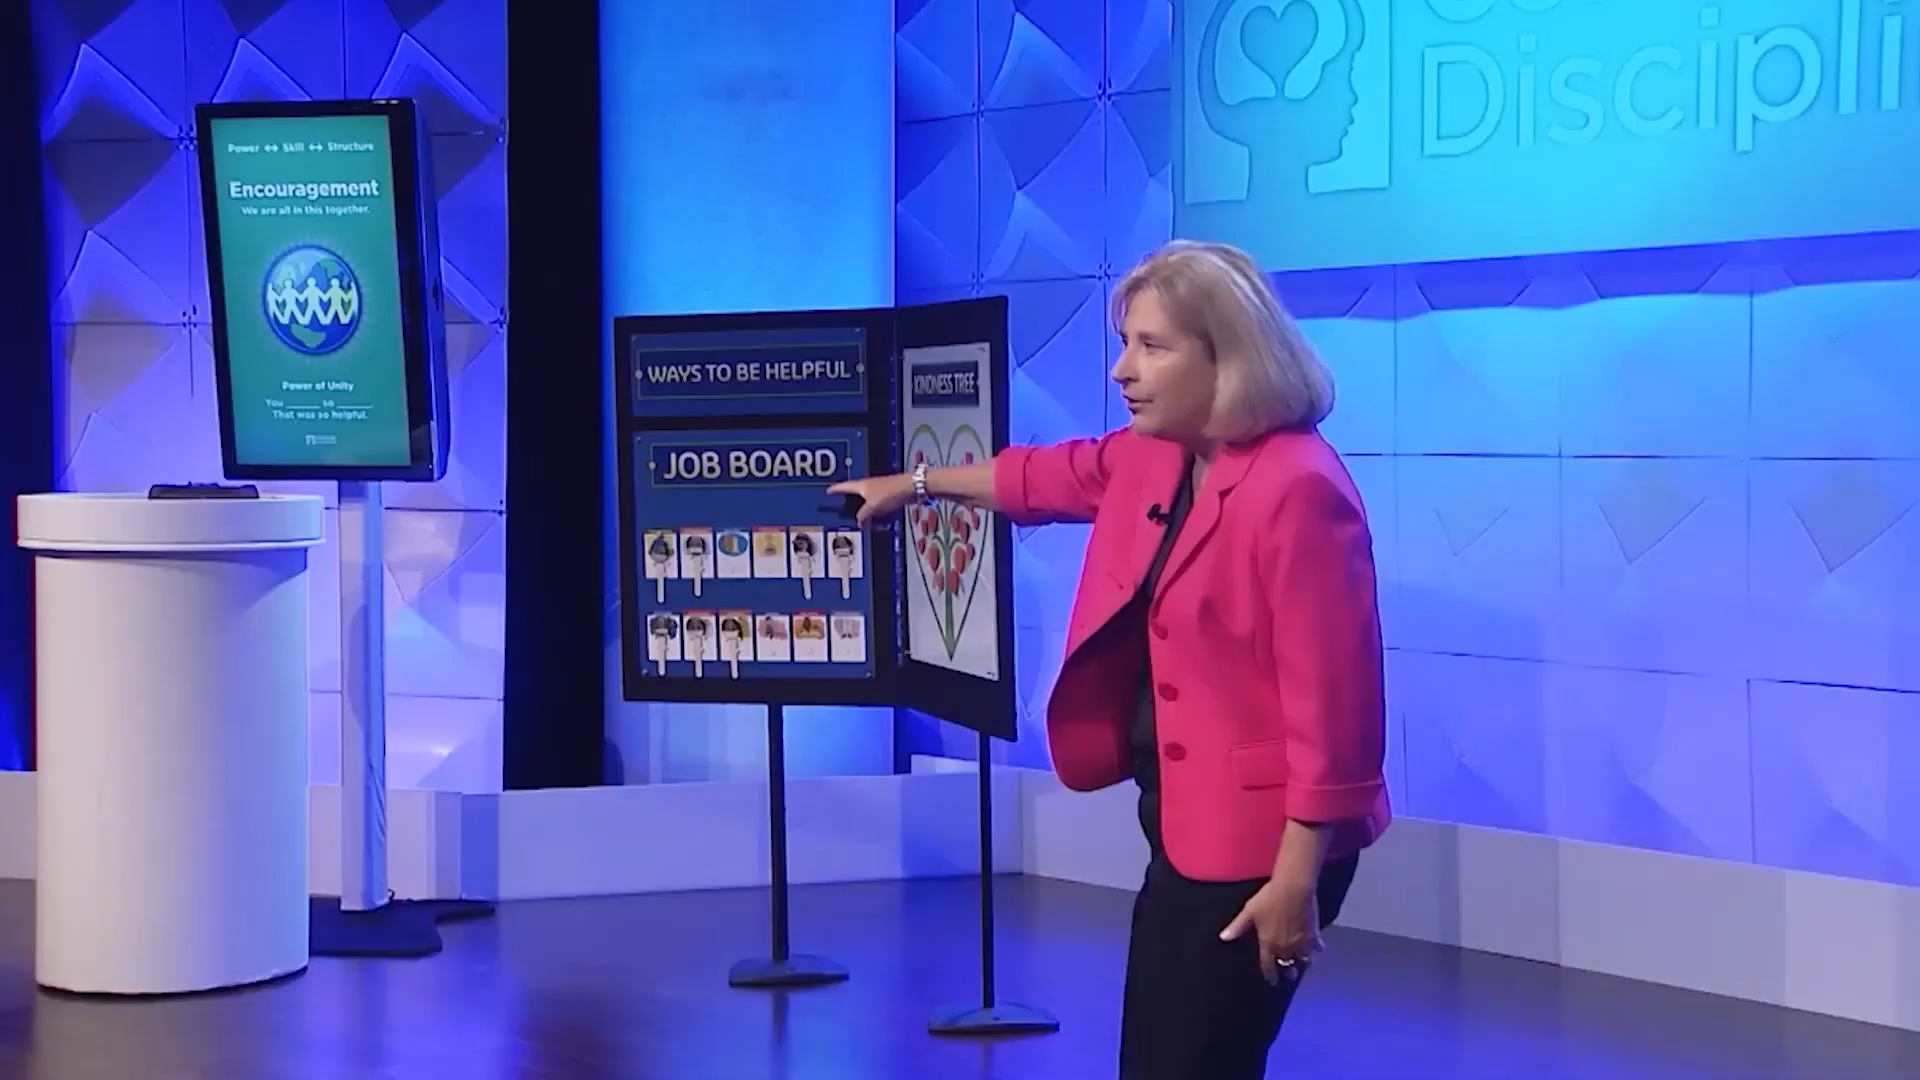 Power ↔ Skill ↔ Structure
Encouragement
We are all in this together.
Power of Unity
You ______ so ______.
That was so helpful.
WAYS TO BE HELPFUL
JOB BOARD
KINDNESS TREE
Discipli